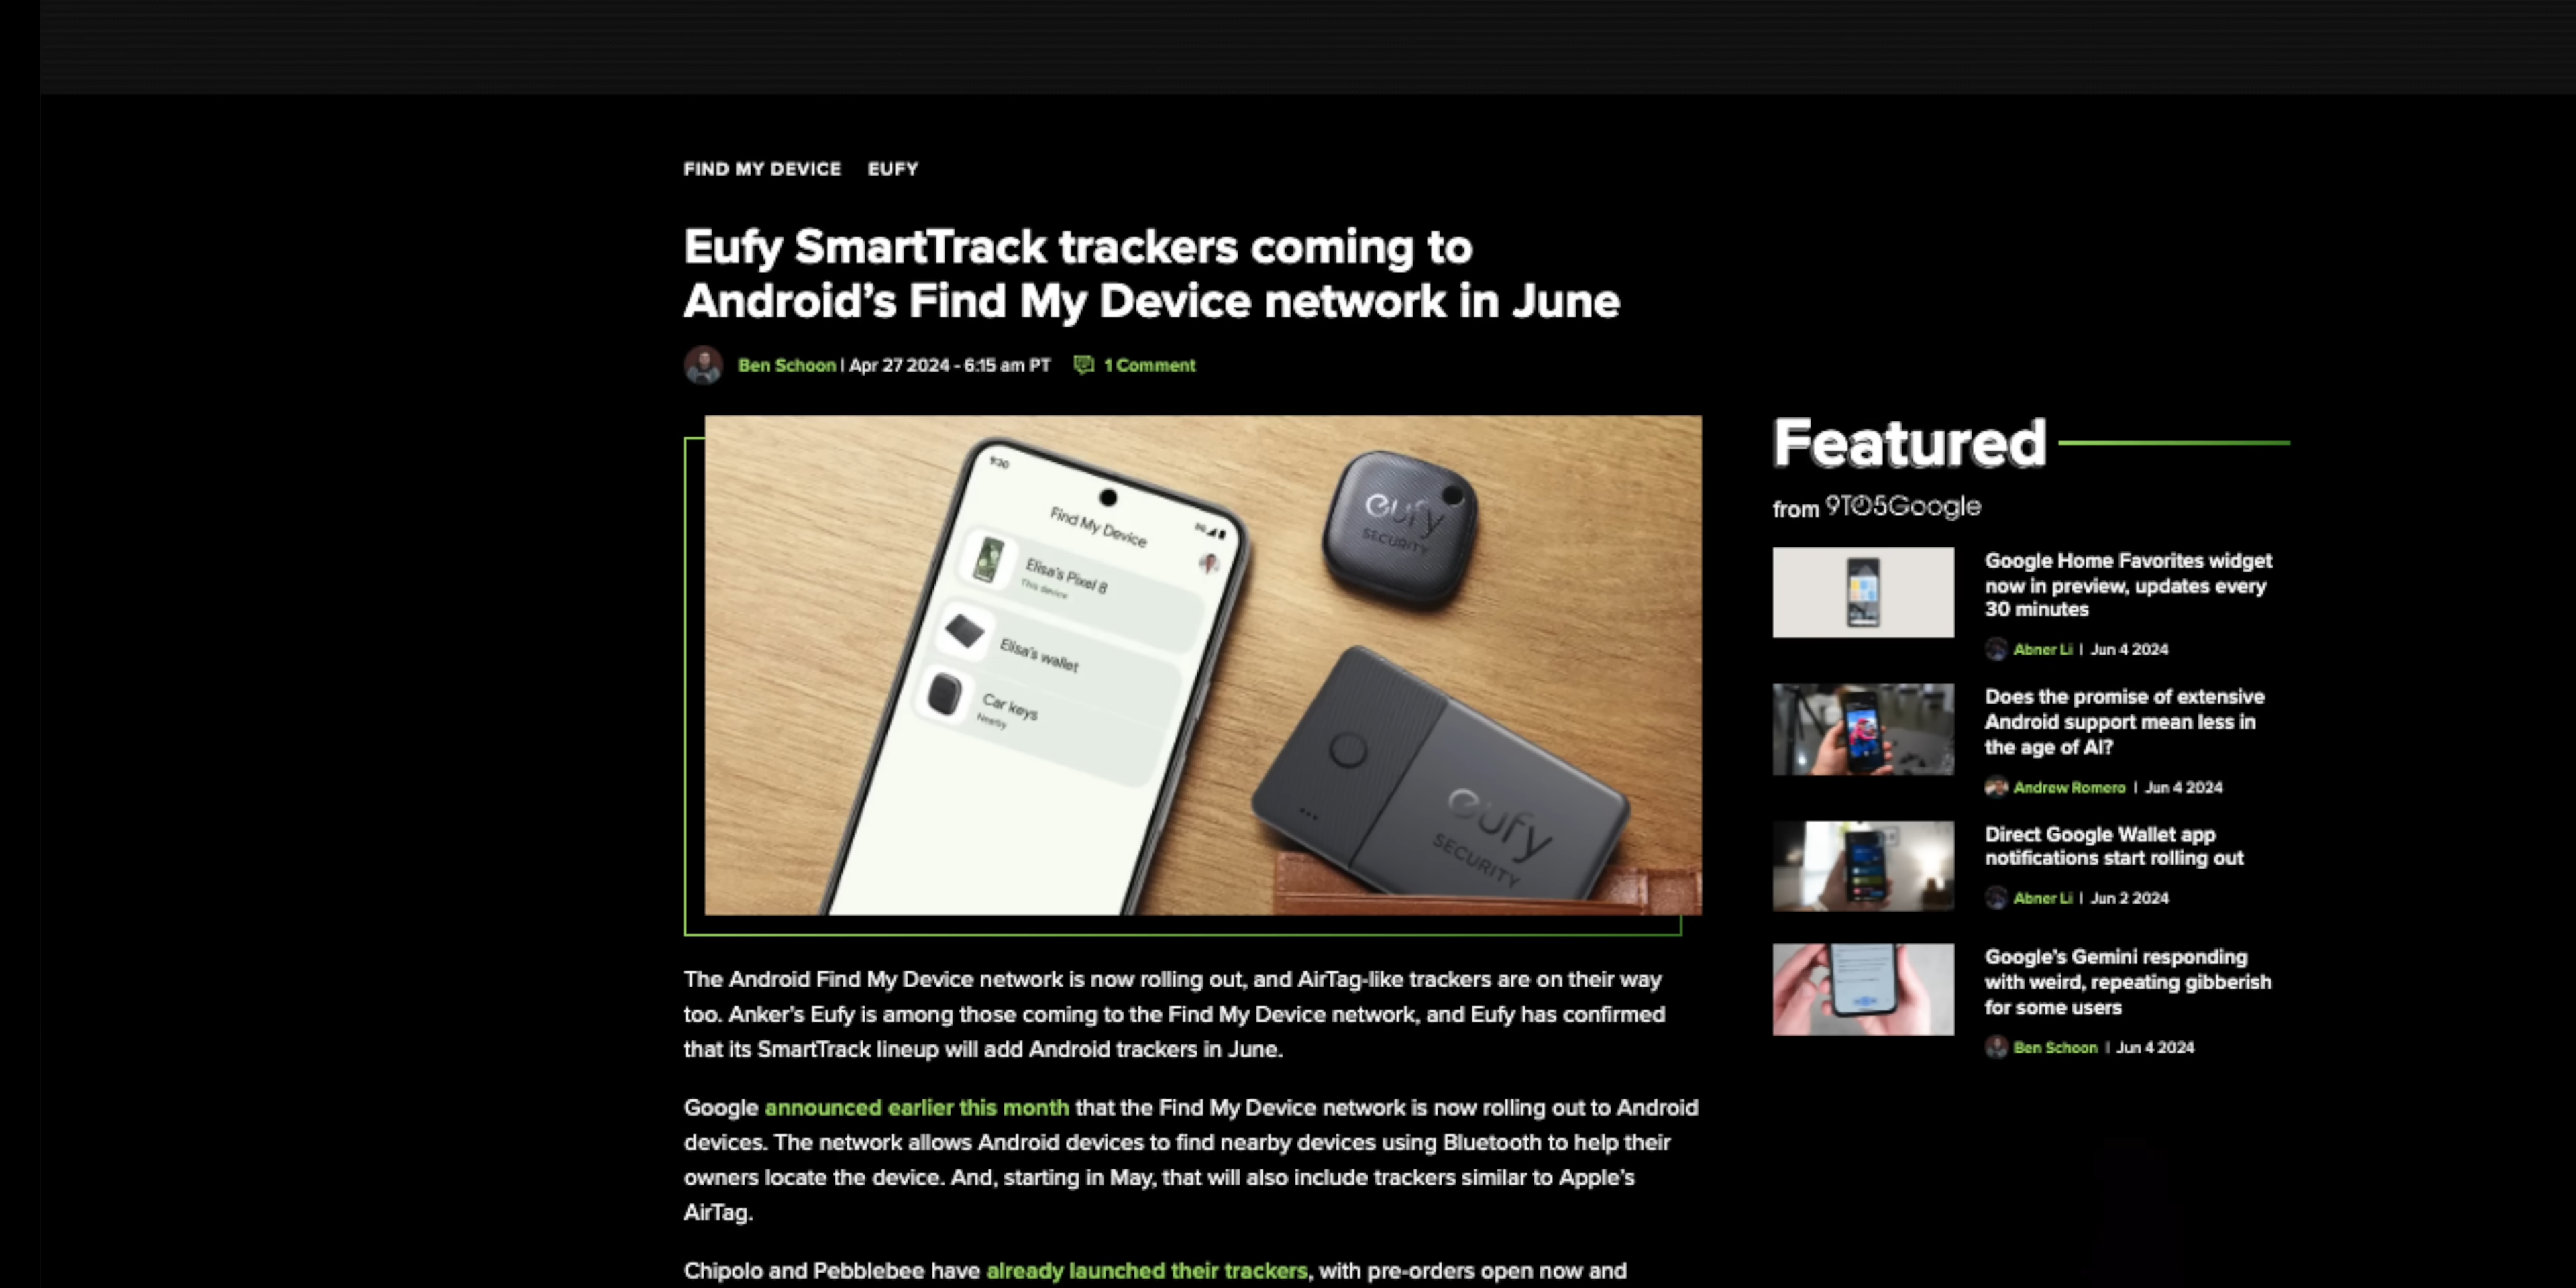 FIND MY DEVICE EUFY
Eufy SmartTrack trackers coming to
Android's Find My Device network in June
Ben Schoon | Apr 27 2024 - 6:15 am PT 1 Comment
9:30
5G
Find My Device
Elisa's Pixel 8
This device
Elisa's wallet
Car keys
Nearby
eufy
SECURITY
eufy
SECURITY
Featured
from 9TO5Google
Google Home Favorites widget
now in preview, updates every
30 minutes
Abner Li | Jun 4 2024
Does the promise of extensive
Android support mean less in
the age of AI?
Andrew Romero | Jun 4 2024
Direct Google Wallet app
notifications start rolling out
Abner Li | Jun 2 2024
Google's Gemini responding
with weird, repeating gibberish
for some users
Ben Schoon | Jun 4 2024
The Android Find My Device network is now rolling out, and AirTag-like trackers are on their way
too. Anker's Eufy is among those coming to the Find My Device network, and Eufy has confirmed
that its SmartTrack lineup will add Android trackers in June.
Google announced earlier this month that the Find My Device network is now rolling out to Android
devices. The network allows Android devices to find nearby devices using Bluetooth to help their
owners locate the device. And, starting in May, that will also include trackers similar to Apple's
AirTag.
Chipolo and Pebblebee have already launched their trackers, with pre-orders open now and